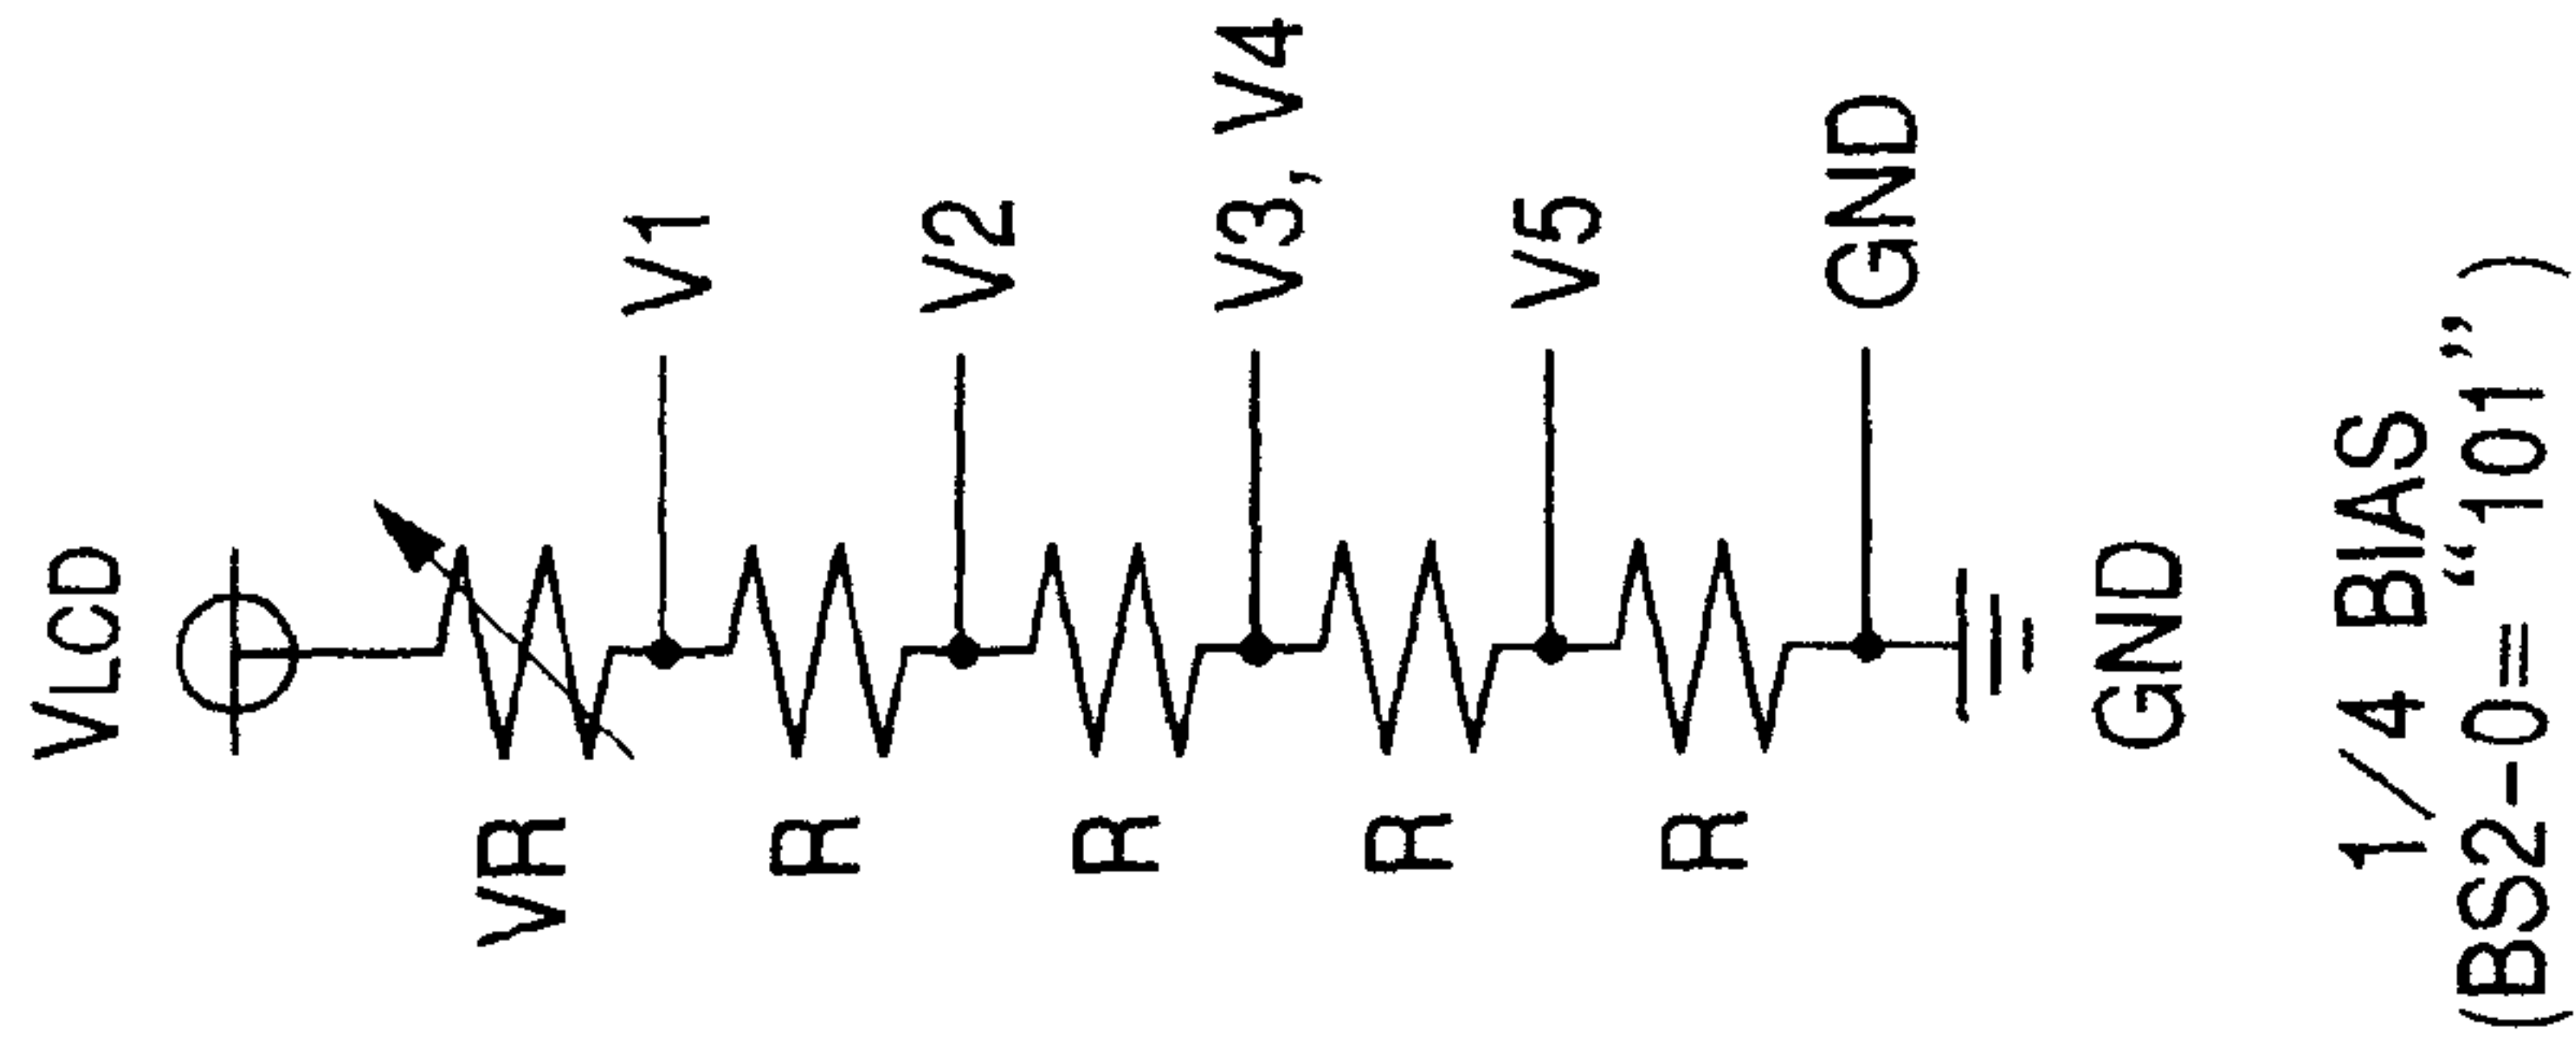 VLCD
VR
V1
R
V2
R
V3, V4
R
V5
R
GND
GND
1/4 BIAS
(BS2-0= “101”)